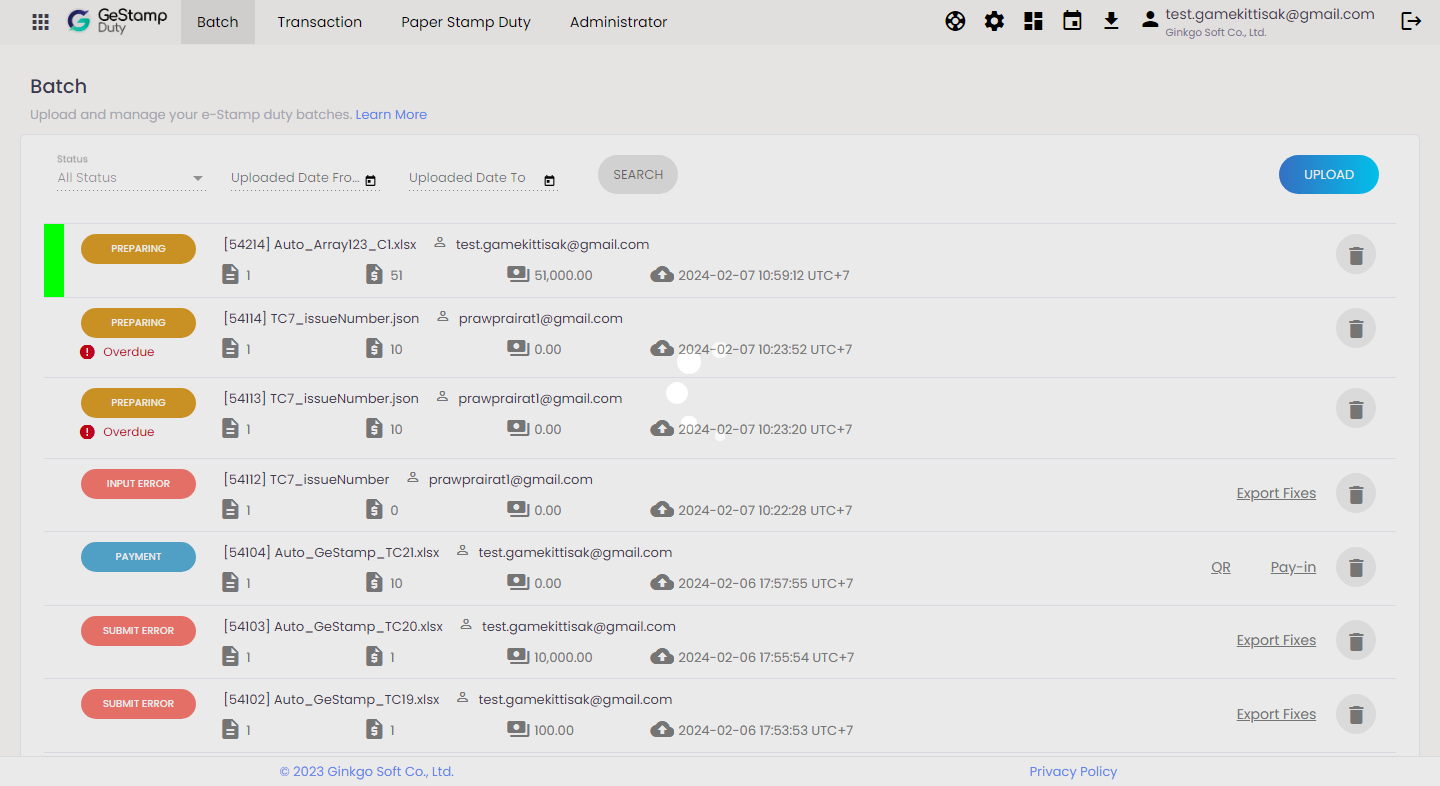 GeStamp Duty Batch Transaction Paper Stamp Duty Administrator test.gamekittisak@gmail.com
Ginkgo Soft Co., Ltd.
Batch
Upload and manage your e-Stamp duty batches. Learn More
Status
All Status Uploaded Date Fro... Uploaded Date To SEARCH UPLOAD
PREPARING [54214] Auto_Array123_C1.xlsx test.gamekittisak@gmail.com
1 51 51,000.00 2024-02-07 10:59:12 UTC+7
PREPARING [54114] TC7_issueNumber.json prawprairat1@gmail.com
Overdue 1 10 0.00 2024-02-07 10:23:52 UTC+7
PREPARING [54113] TC7_issueNumber.json prawprairat1@gmail.com
Overdue 1 10 0.00 2024-02-07 10:23:20 UTC+7
INPUT ERROR [54112] TC7_issueNumber prawprairat1@gmail.com
Export Fixes
1 0 0.00 2024-02-07 10:22:28 UTC+7
PAYMENT [54104] Auto_GeStamp_TC21.xlsx test.gamekittisak@gmail.com
QR Pay-in
1 10 0.00 2024-02-06 17:57:55 UTC+7
SUBMIT ERROR [54103] Auto_GeStamp_TC20.xlsx test.gamekittisak@gmail.com
Export Fixes
1 1 10,000.00 2024-02-06 17:55:54 UTC+7
SUBMIT ERROR [54102] Auto_GeStamp_TC19.xlsx test.gamekittisak@gmail.com
Export Fixes
1 1 100.00 2024-02-06 17:53:53 UTC+7
© 2023 Ginkgo Soft Co., Ltd. Privacy Policy